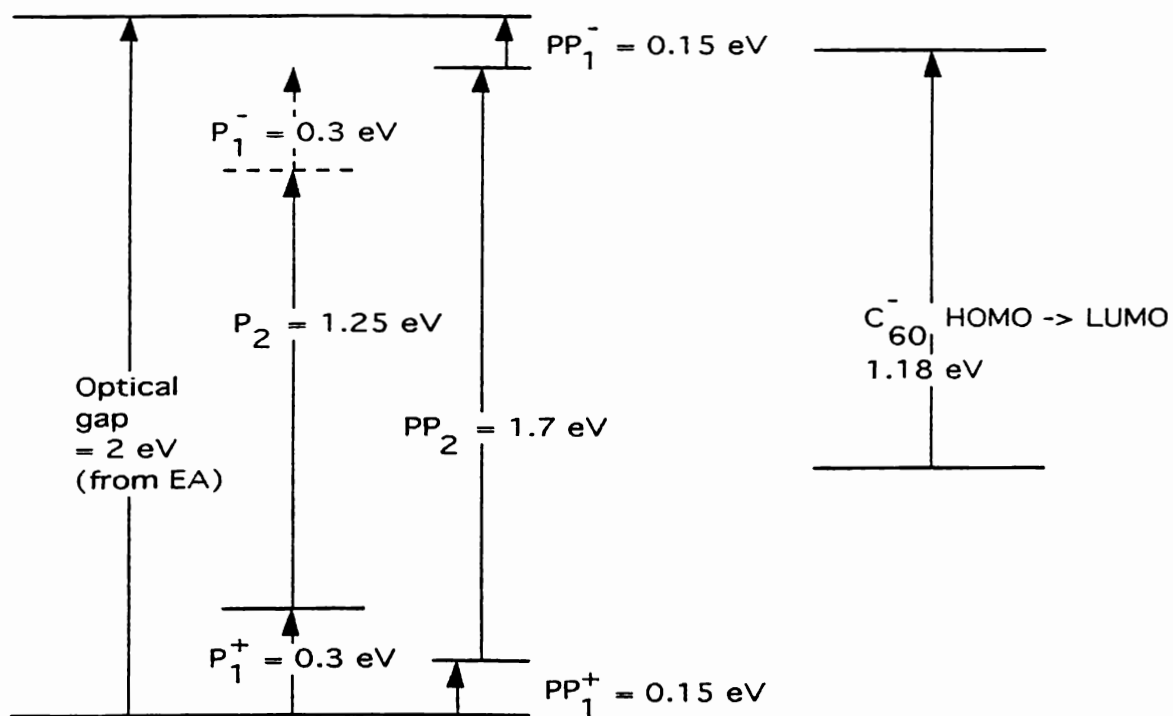 PP₁⁻ = 0.15 eV
P₁⁻ = 0.3 eV
P₂ = 1.25 eV
C₆₀⁻ HOMO -> LUMO
1.18 eV
Optical
gap
= 2 eV
(from EA)
PP₂ = 1.7 eV
P₁⁺ = 0.3 eV
PP₁⁺ = 0.15 eV